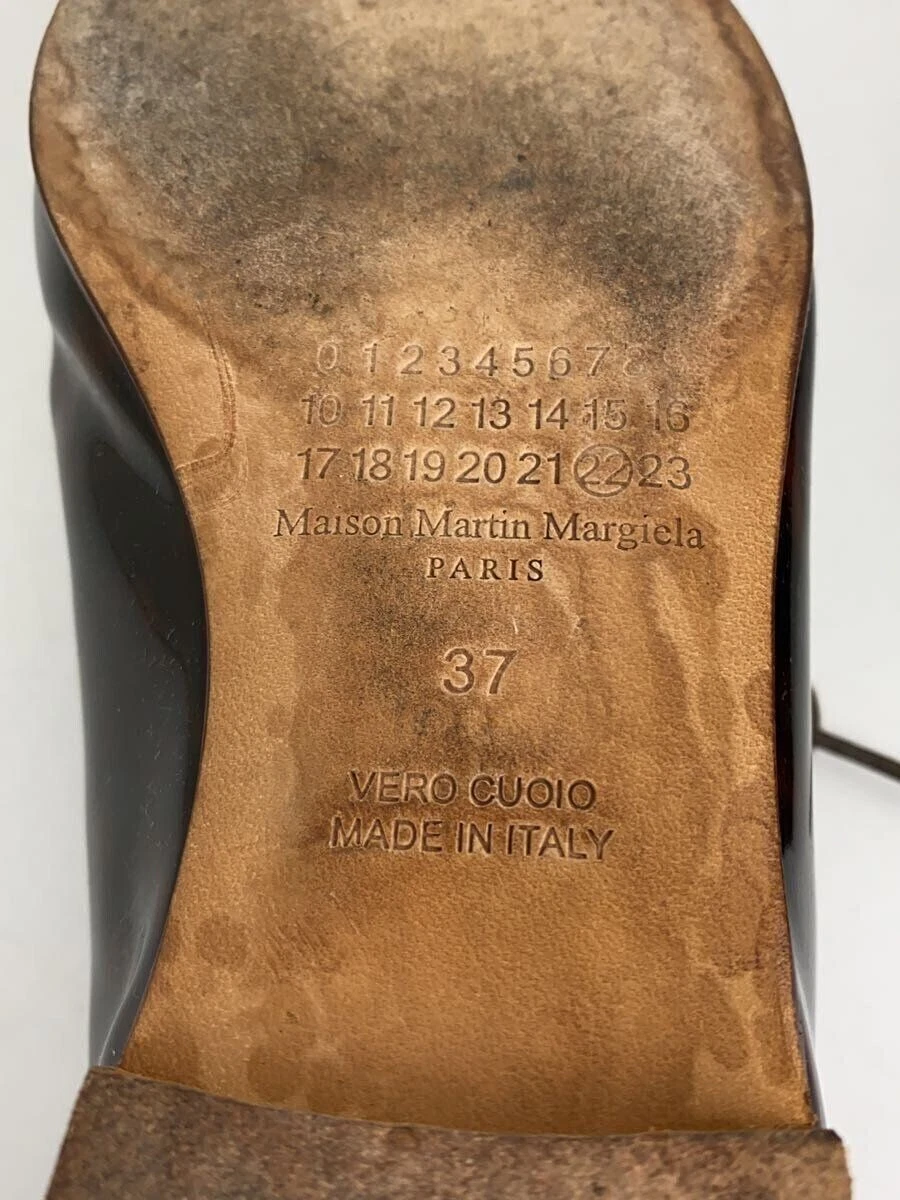 0 1 2 3 4 5 6 7 8
10 11 12 13 14 15 16
17 18 19 20 21 22 23
Maison Martin Margiela
PARIS
37
VERO CUOIO
MADE IN ITALY